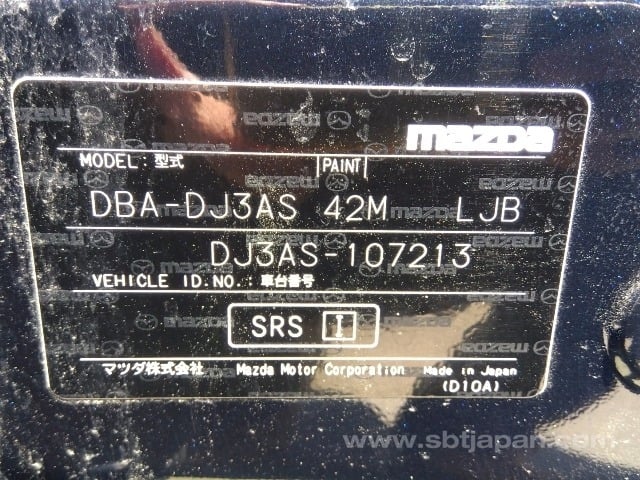 mazda
MODEL: 型式 PAINT
DBA-DJ3AS 42M LJB
DJ3AS-107213
VEHICLE ID.NO.: 車台番号
SRS I
マツダ株式会社 Mazda Motor Corporation Made in Japan
(D10A)
www.sbtjapan.com